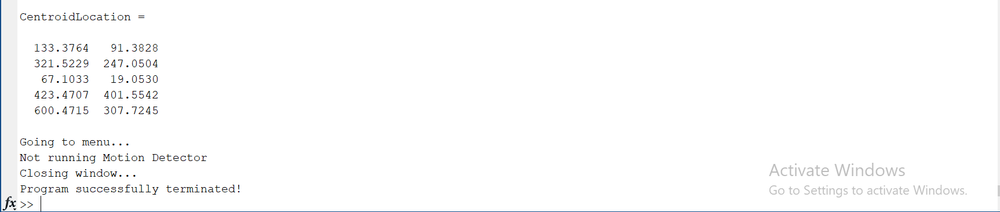 CentroidLocation =
133.3764 91.3828
321.5229 247.0504
67.1033 19.0530
423.4707 401.5542
600.4715 307.7245
Going to menu...
Not running Motion Detector
Closing window...
Program successfully terminated!
fx >>
Activate Windows
Go to Settings to activate Windows.